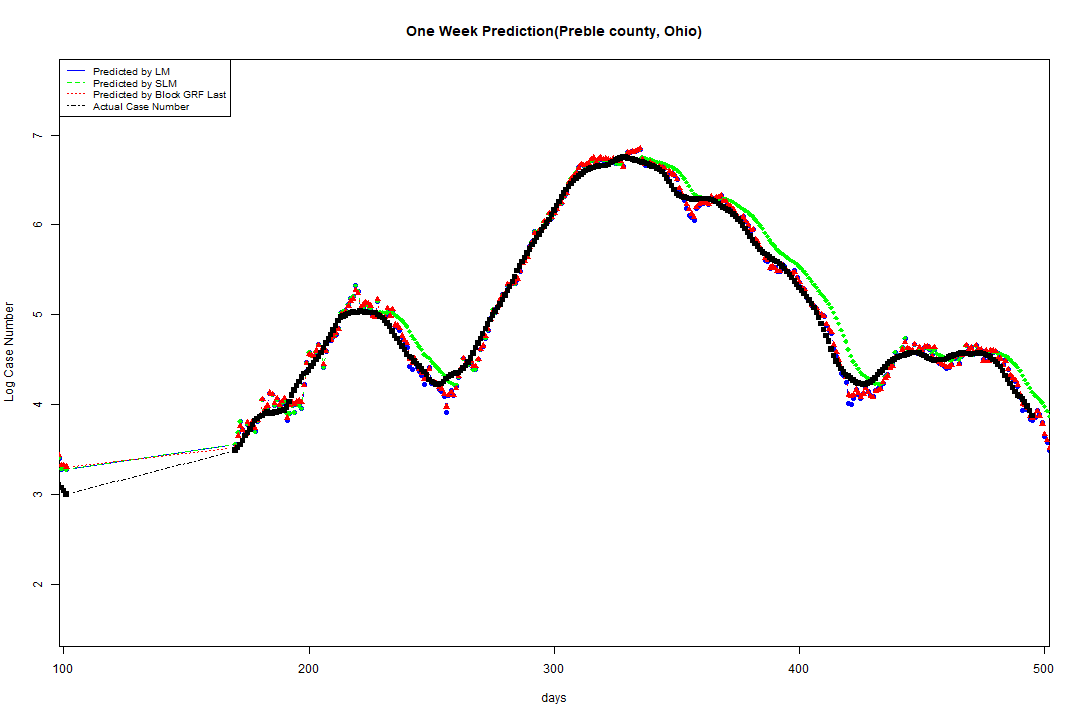 One Week Prediction(Preble county, Ohio)
Predicted by LM
Predicted by SLM
Predicted by Block GRF Last
Actual Case Number
7
6
5
4
3
2
Log Case Number
100 200 300 400 500
days